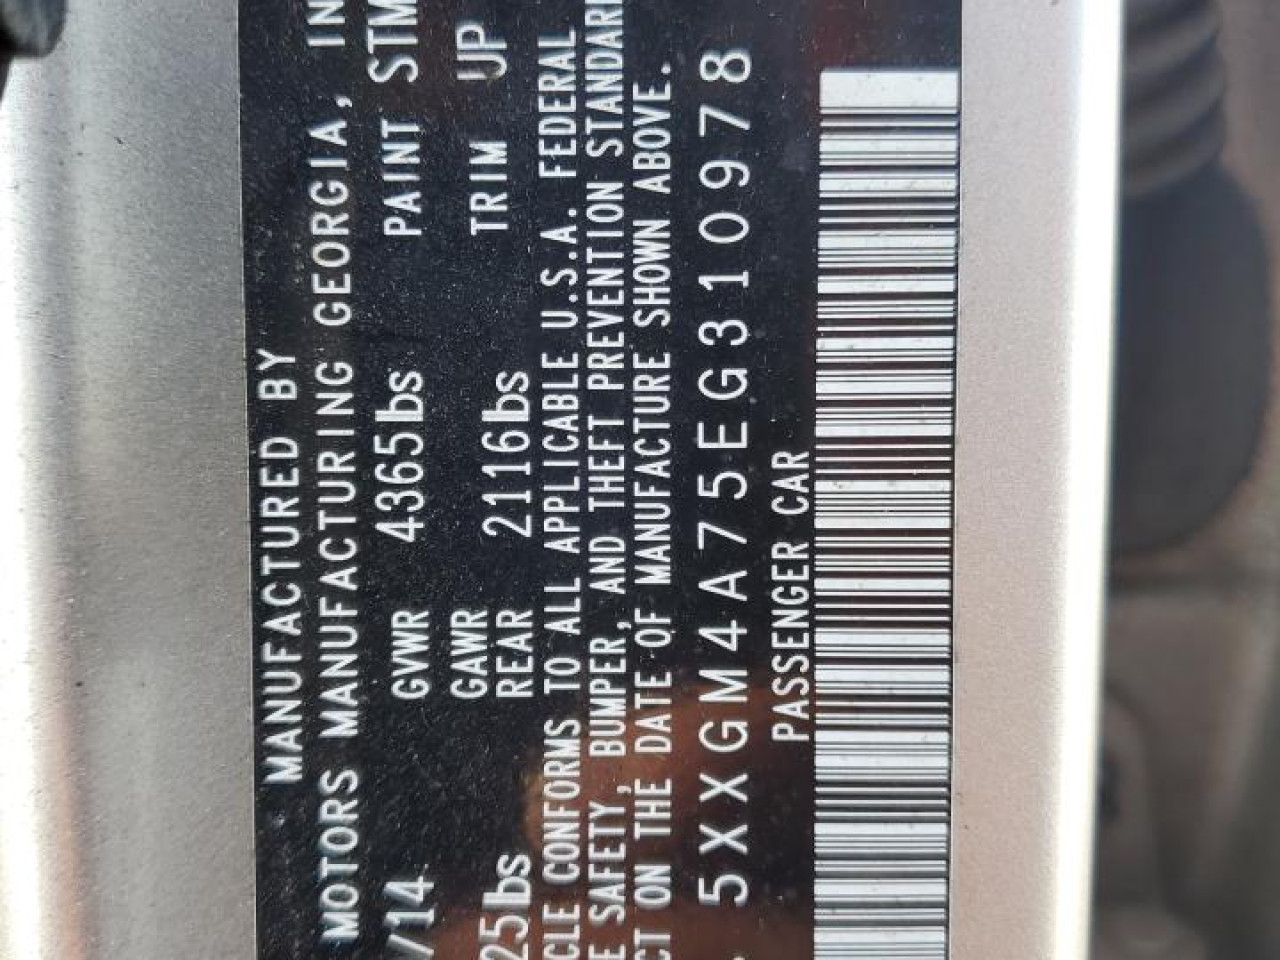 MANUFACTURED BY
MOTORS MANUFACTURING GEORGIA, IN
/14 GVWR 4365lbs PAINT STM
25lbs GAWR REAR 2116lbs TRIM UP
CLE CONFORMS TO ALL APPLICABLE U.S.A. FEDERAL
E SAFETY, BUMPER, AND THEFT PREVENTION STANDARD
CT ON THE DATE OF MANUFACTURE SHOWN ABOVE.
5XXGM4A75EG310978
PASSENGER CAR